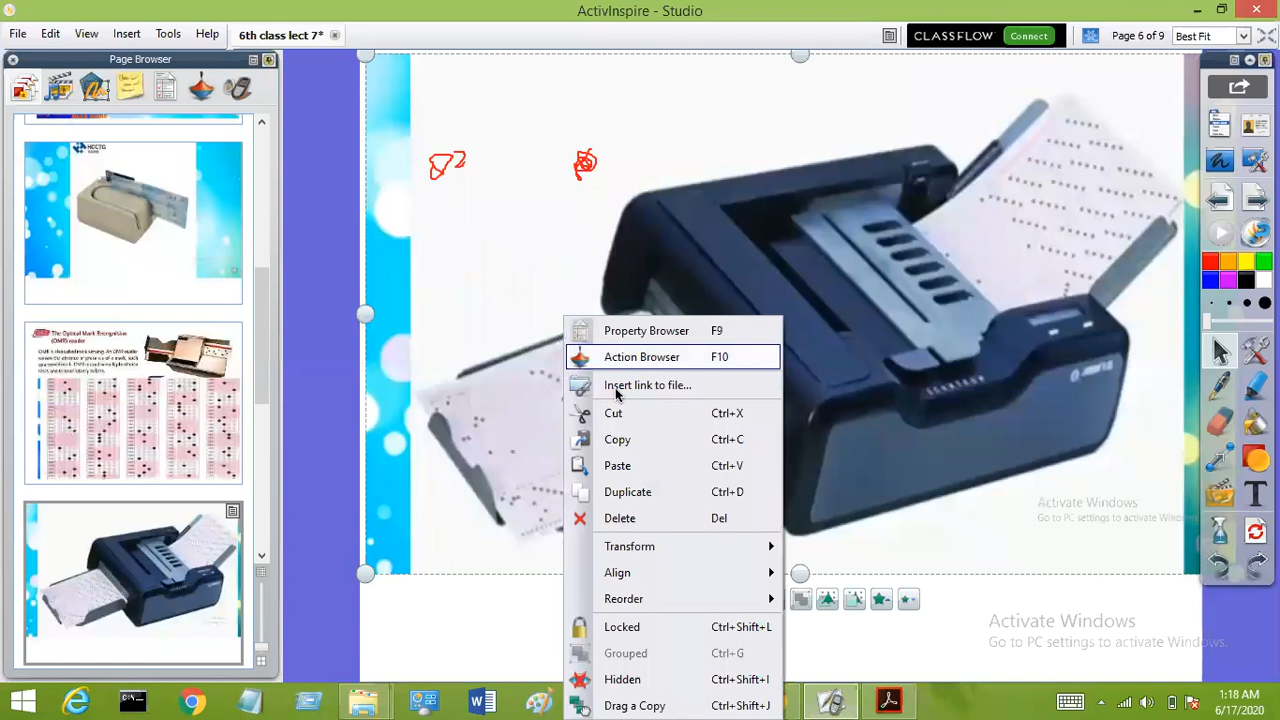 ActivInspire - Studio
File Edit View Insert Tools Help
6th class lect 7*
CLASSFLOW Connect
Page 6 of 9
Best Fit
Page Browser
HCCTG
The Optical Mark Recognition
(OMR) reader
Property Browser F9
Action Browser F10
Insert link to file...
Cut Ctrl+X
Copy Ctrl+C
Paste Ctrl+V
Duplicate Ctrl+D
Delete Del
Transform
Align
Reorder
Locked Ctrl+Shift+L
Grouped Ctrl+G
Hidden Ctrl+Shift+I
Drag a Copy Ctrl+Shift+J
Activate Windows
Go to PC settings to activate Windows
Activate Windows
Go to PC settings to activate Windows.
1:18 AM
6/17/2020